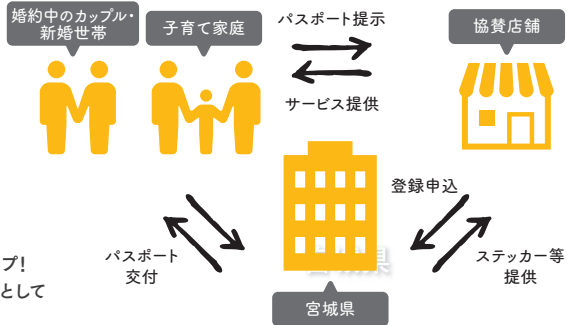 婚約中のカップル・
新婚世帯
子育て家庭
パスポート提示
サービス提供
協賛店舗
登録申込
パスポート
交付
ステッカー等
提供
プ!
として
県
宮城県